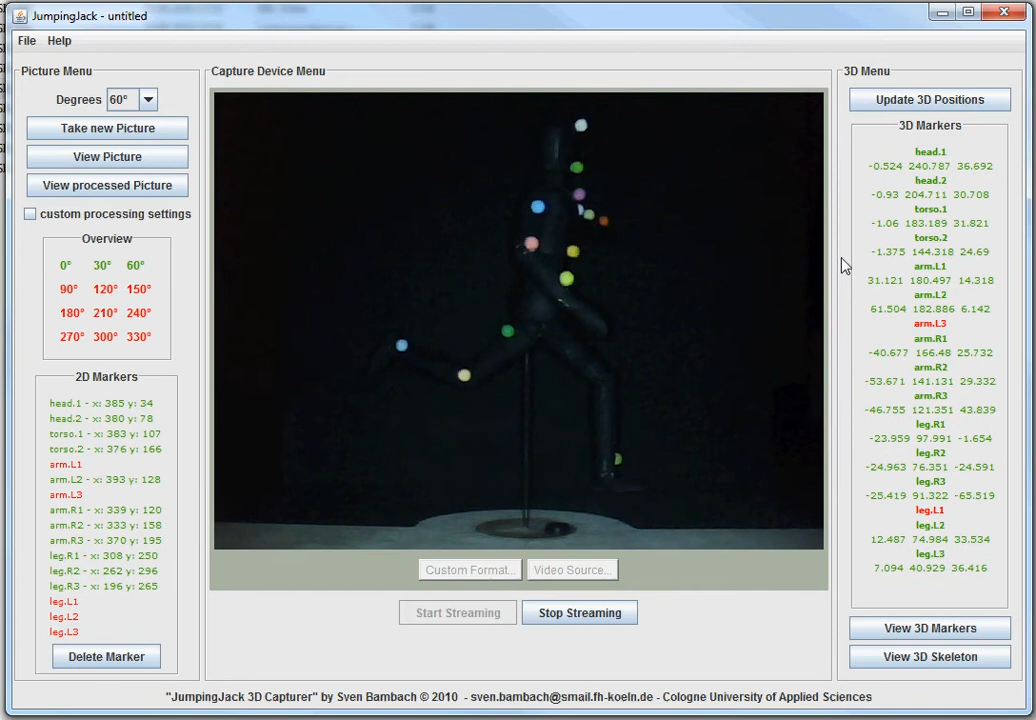 JumpingJack - untitled
File Help
Picture Menu
Degrees 60°
Take new Picture
View Picture
View processed Picture
custom processing settings
Overview
0° 30° 60°
90° 120° 150°
180° 210° 240°
270° 300° 330°
2D Markers
head.1 - x: 385 y: 34
head.2 - x: 380 y: 78
torso.1 - x: 383 y: 107
torso.2 - x: 376 y: 166
arm.L1
arm.L2 - x: 393 y: 128
arm.L3
arm.R1 - x: 339 y: 120
arm.R2 - x: 333 y: 158
arm.R3 - x: 370 y: 195
leg.R1 - x: 308 y: 250
leg.R2 - x: 262 y: 296
leg.R3 - x: 196 y: 265
leg.L1
leg.L2
leg.L3
Delete Marker
Capture Device Menu
Custom Format...
Video Source...
Start Streaming
Stop Streaming
3D Menu
Update 3D Positions
3D Markers
head.1
-0.524 240.787 36.692
head.2
-0.93 204.711 30.708
torso.1
-1.06 183.189 31.821
torso.2
-1.375 144.318 24.69
arm.L1
31.121 180.497 14.318
arm.L2
61.504 182.886 6.142
arm.L3
arm.R1
-40.677 166.48 25.732
arm.R2
-53.671 141.131 29.332
arm.R3
-46.755 121.351 43.839
leg.R1
-23.959 97.991 -1.654
leg.R2
-24.963 76.351 -24.591
leg.R3
-25.419 91.322 -65.519
leg.L1
leg.L2
12.487 74.984 33.534
leg.L3
7.094 40.929 36.416
View 3D Markers
View 3D Skeleton
"JumpingJack 3D Capturer" by Sven Bambach © 2010 - sven.bambach@smail.fh-koeln.de - Cologne University of Applied Sciences